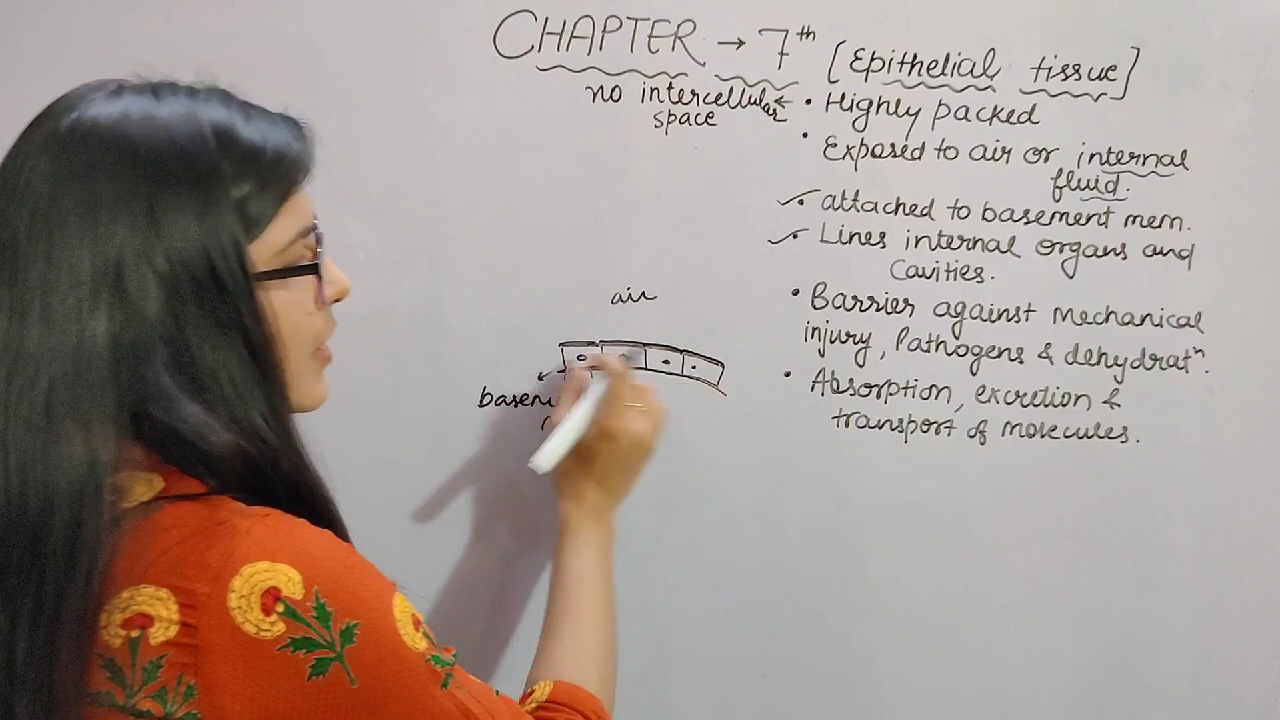 CHAPTER → 7th [Epithelial tissue]
no intercellular ← • Highly packed
space
• Exposed to air or internal
fluid.
• attached to basement mem.
• Lines internal organs and
Cavities.
• Barrier against Mechanical
injury, Pathogens & dehydratn.
• Absorption, excretion &
transport of molecules.
air